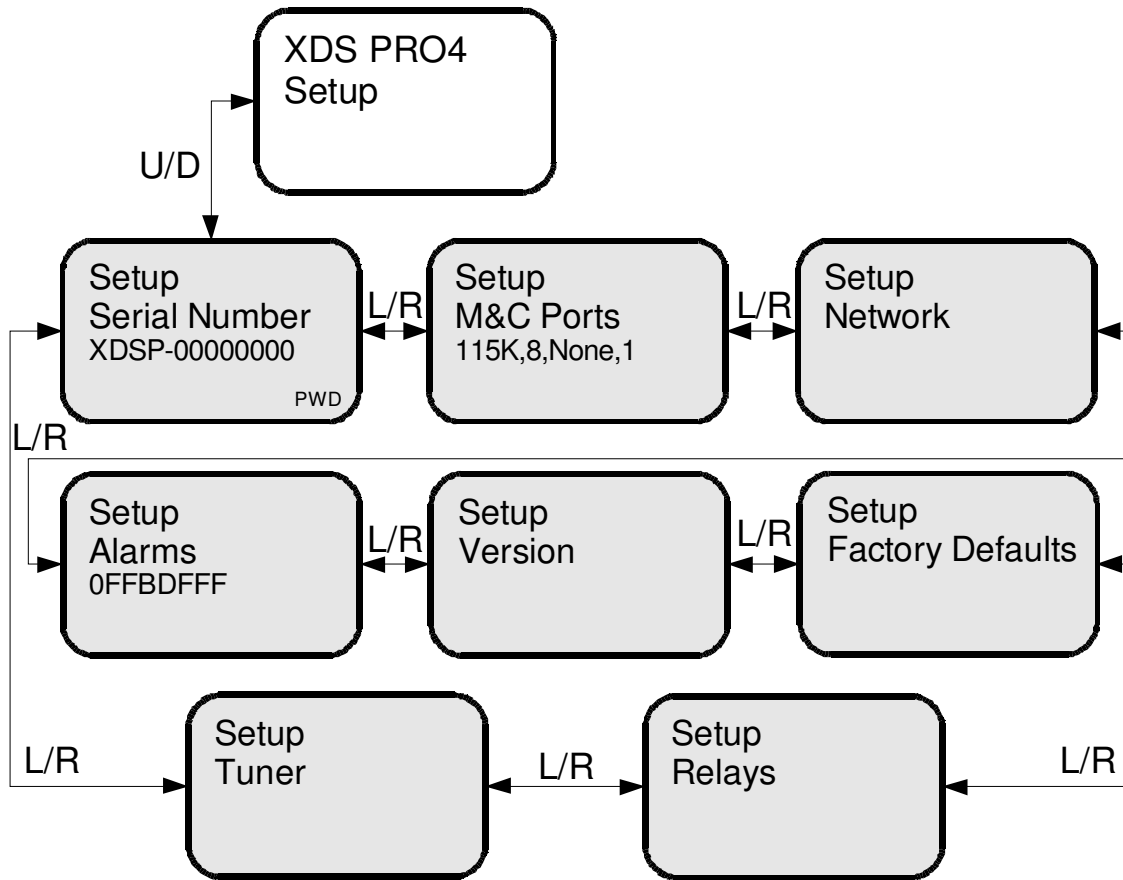 XDS PRO4
Setup
U/D
Setup
Serial Number
XDSP-00000000
PWD
L/R
Setup
M&C Ports
115K,8,None,1
L/R
Setup
Network
L/R
Setup
Alarms
0FFBDFFF
L/R
Setup
Version
L/R
Setup
Factory Defaults
L/R
Setup
Tuner
L/R
Setup
Relays
L/R